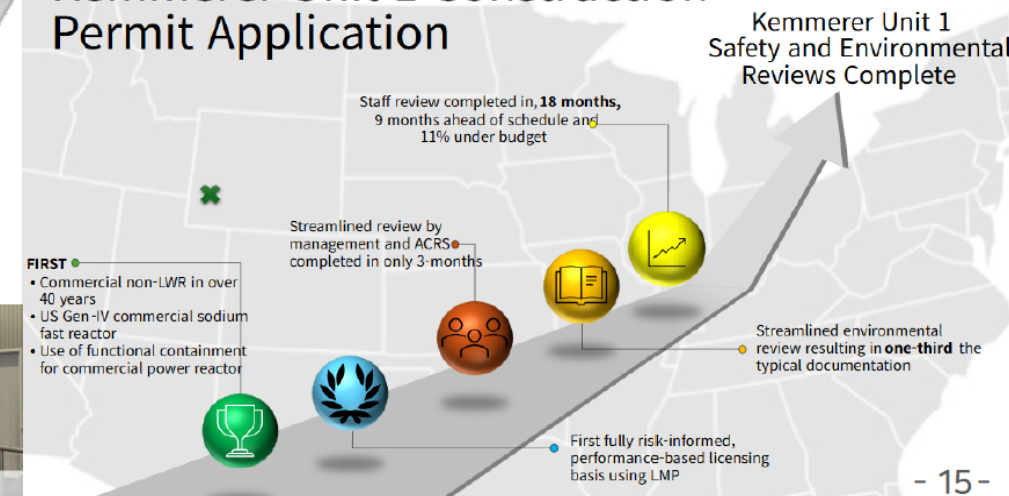 Kemmerer Unit 1 Construction
Permit Application
Kemmerer Unit 1
Safety and Environmental
Reviews Complete
Staff review completed in, 18 months,
9 months ahead of schedule and
11% under budget
Streamlined review by
management and ACRS
completed in only 3-months
FIRST
• Commercial non-LWR in over
40 years
• US Gen-IV commercial sodium
fast reactor
• Use of functional containment
for commercial power reactor
Streamlined environmental
review resulting in one-third the
typical documentation
First fully risk-informed,
performance-based licensing
basis using LMP
- 15-